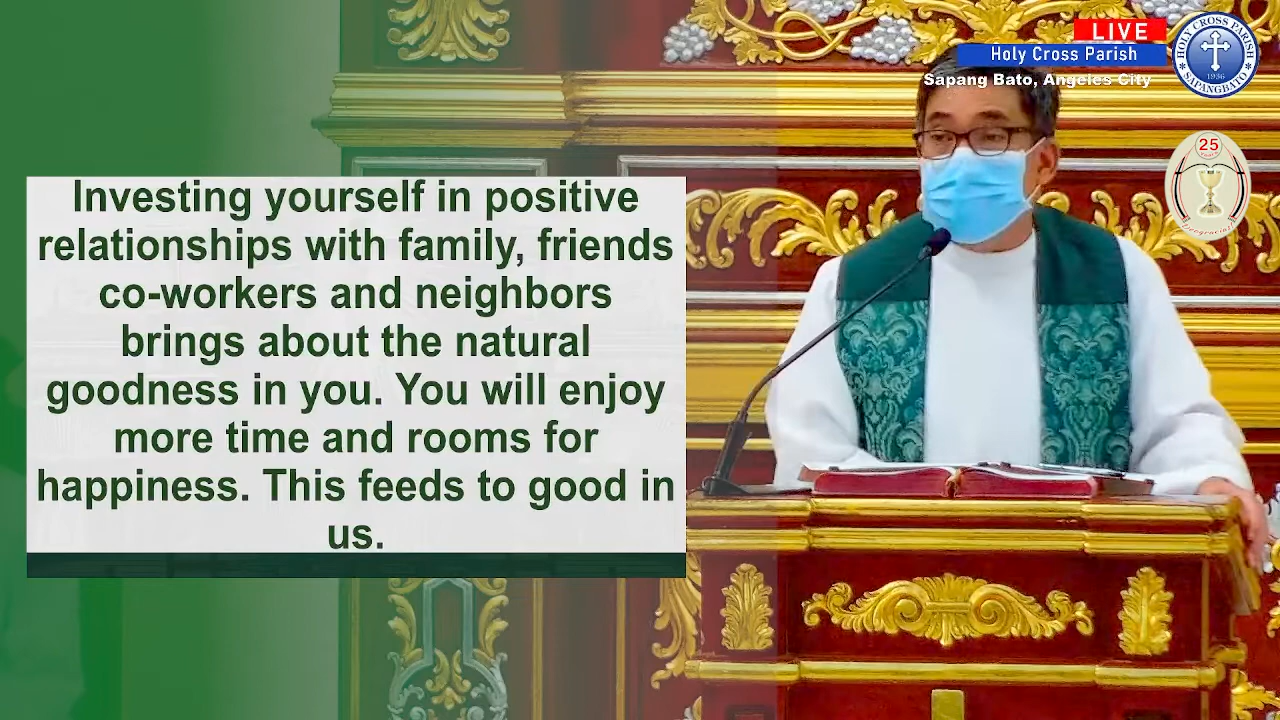 LIVE
Holy Cross Parish
Sapang Bato, Angeles City
HOLY CROSS PARISH
SAPANGBATO
1936
25
Investing yourself in positive
relationships with family, friends
co-workers and neighbors
brings about the natural
goodness in you. You will enjoy
more time and rooms for
happiness. This feeds to good in
us.